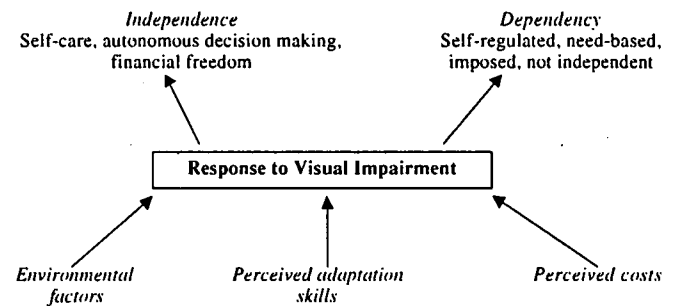 Independence
Self-care, autonomous decision making,
financial freedom
Dependency
Self-regulated, need-based,
imposed, not independent
Response to Visual Impairment
Environmental
factors
Perceived adaptation
skills
Perceived costs